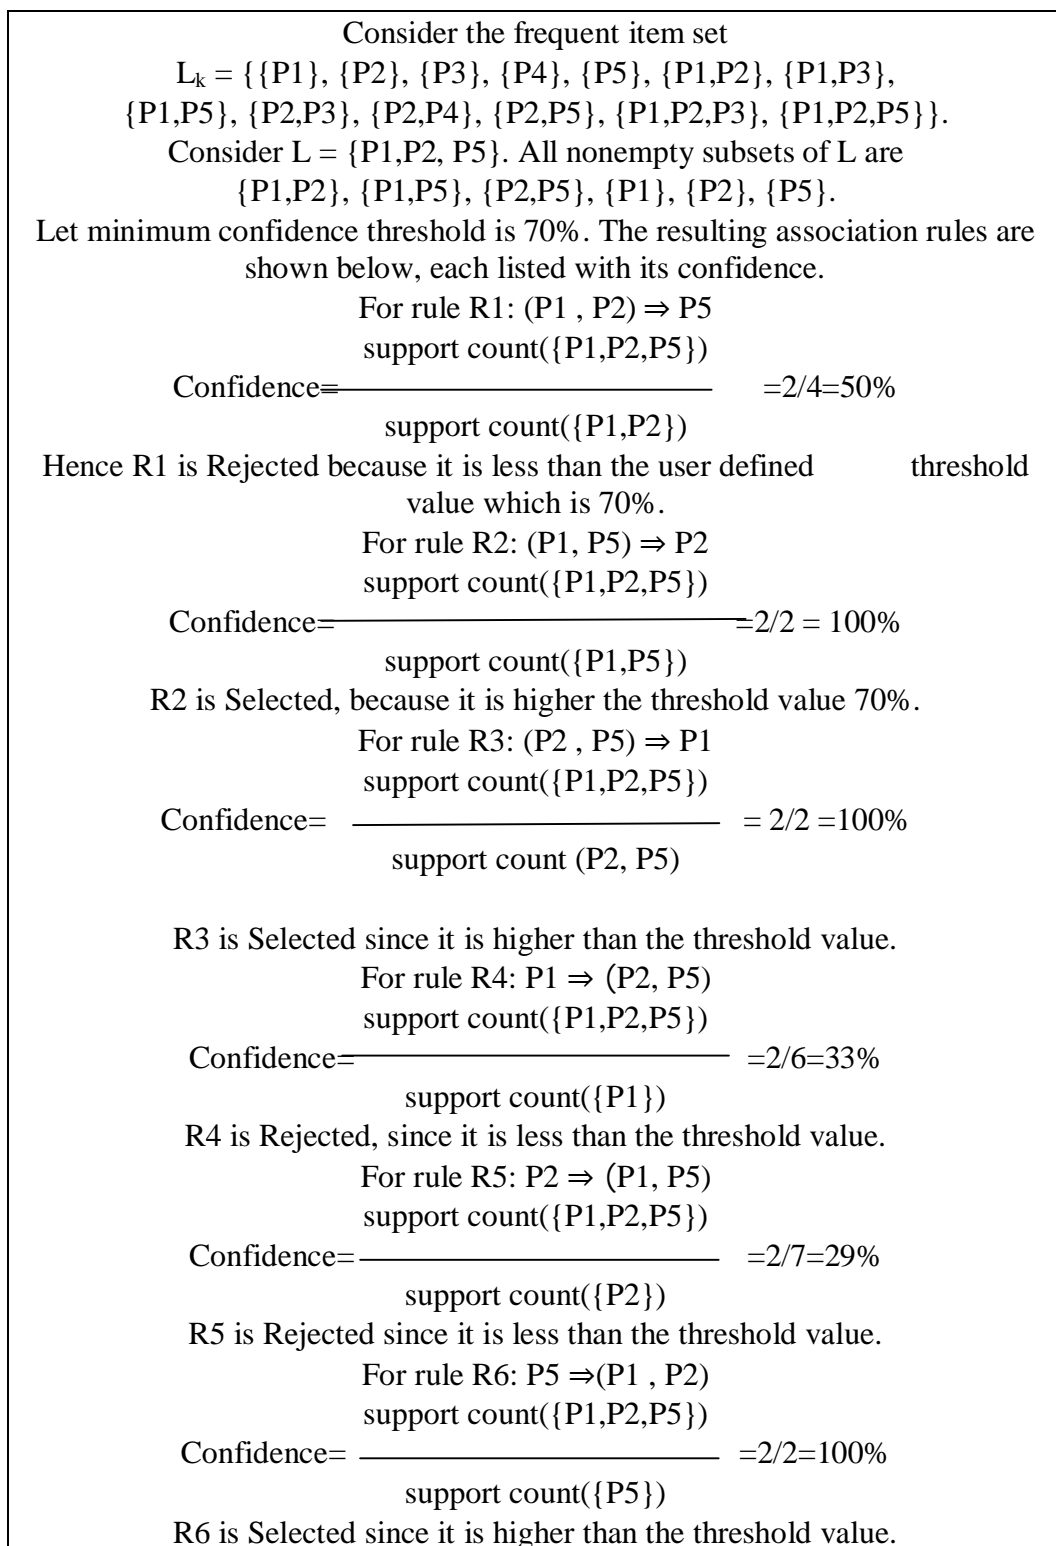 Consider the frequent item set
Lk = {{P1}, {P2}, {P3}, {P4}, {P5}, {P1,P2}, {P1,P3},
{P1,P5}, {P2,P3}, {P2,P4}, {P2,P5}, {P1,P2,P3}, {P1,P2,P5}}.
Consider L = {P1,P2, P5}. All nonempty subsets of L are
{P1,P2}, {P1,P5}, {P2,P5}, {P1}, {P2}, {P5}.
Let minimum confidence threshold is 70%. The resulting association rules are
shown below, each listed with its confidence.
For rule R1: (P1 , P2) ⇒ P5
support count({P1,P2,P5})
Confidence= =2/4=50%
support count({P1,P2})
Hence R1 is Rejected because it is less than the user defined threshold
value which is 70%.
For rule R2: (P1, P5) ⇒ P2
support count({P1,P2,P5})
Confidence= =2/2 = 100%
support count({P1,P5})
R2 is Selected, because it is higher the threshold value 70%.
For rule R3: (P2 , P5) ⇒ P1
support count({P1,P2,P5})
Confidence= = 2/2 =100%
support count (P2, P5)
R3 is Selected since it is higher than the threshold value.
For rule R4: P1 ⇒ (P2, P5)
support count({P1,P2,P5})
Confidence= =2/6=33%
support count({P1})
R4 is Rejected, since it is less than the threshold value.
For rule R5: P2 ⇒ (P1, P5)
support count({P1,P2,P5})
Confidence= =2/7=29%
support count({P2})
R5 is Rejected since it is less than the threshold value.
For rule R6: P5 ⇒(P1 , P2)
support count({P1,P2,P5})
Confidence= =2/2=100%
support count({P5})
R6 is Selected since it is higher than the threshold value.